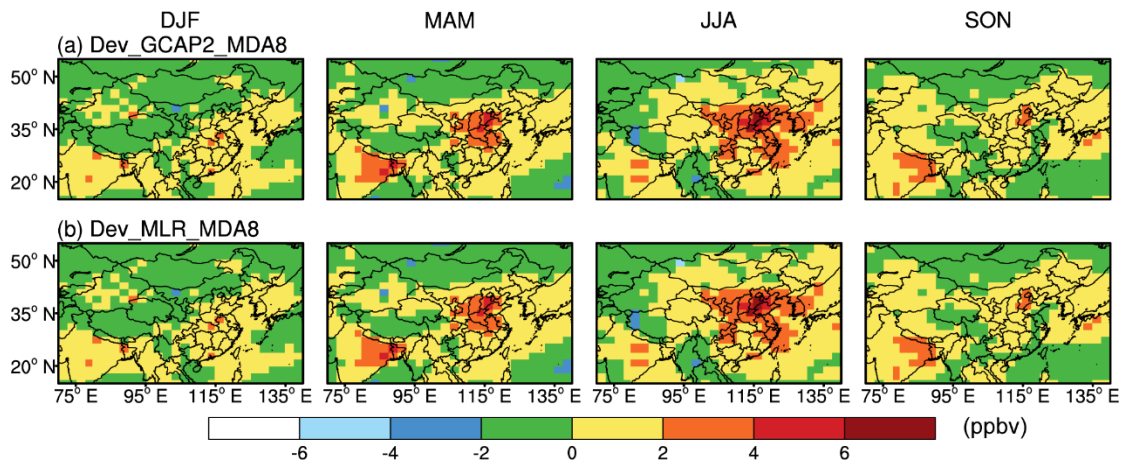 DJF MAM JJA SON
(a) Dev_GCAP2_MDA8
50° N
35°
20°
(b) Dev_MLR_MDA8
50° N
35°
20°
75° E 95° 115° 135° E 75° E 95° 115° 135° E 75° E 95° 115° 135° E 75° E 95° 115° 135° E
-6 -4 -2 0 2 4 6 (ppbv)